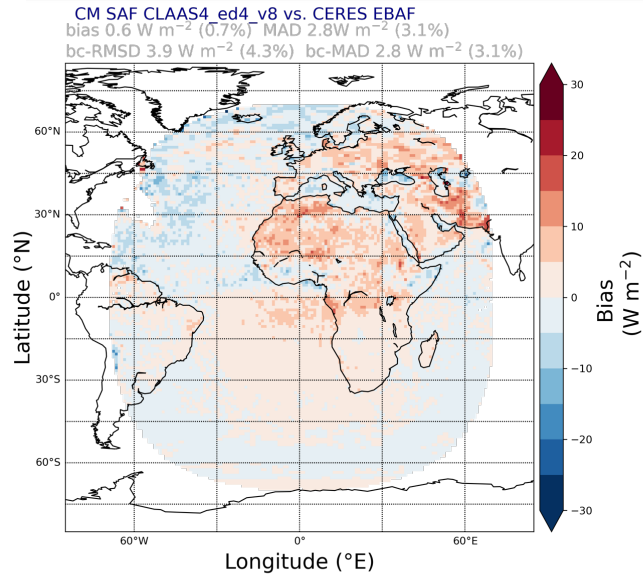 CM SAF CLAAS4_ed4_v8 vs. CERES EBAF
bias 0.6 W m⁻² (0.7%)  MAD 2.8W m⁻² (3.1%)
bc-RMSD 3.9 W m⁻² (4.3%)  bc-MAD 2.8 W m⁻² (3.1%)
60°N
30°N
0°
30°S
60°S
Latitude (°N)
60°W
0°
60°E
Longitude (°E)
30
20
10
0
−10
−20
−30
Bias
(W m−2)